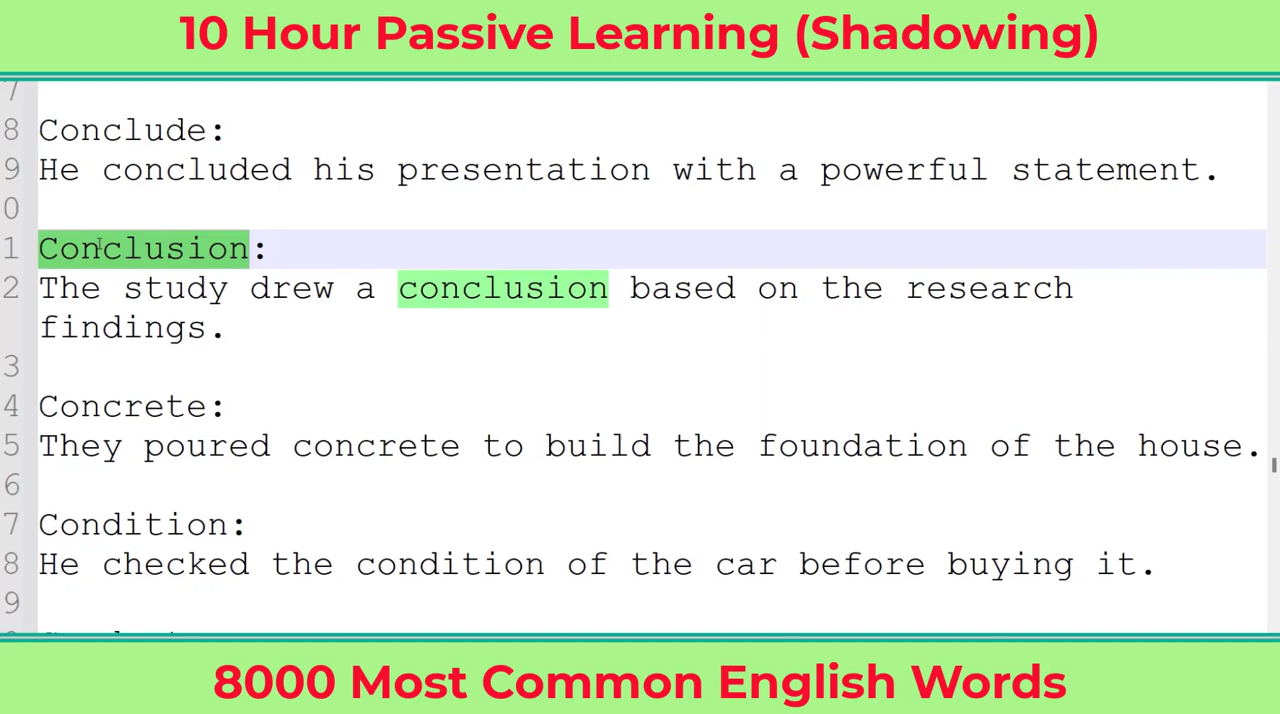 10 Hour Passive Learning (Shadowing)
7
8 Conclude:
9 He concluded his presentation with a powerful statement.
0
1 Conclusion:
2 The study drew a conclusion based on the research
findings.
3
4 Concrete:
5 They poured concrete to build the foundation of the house.
6
7 Condition:
8 He checked the condition of the car before buying it.
9
8000 Most Common English Words